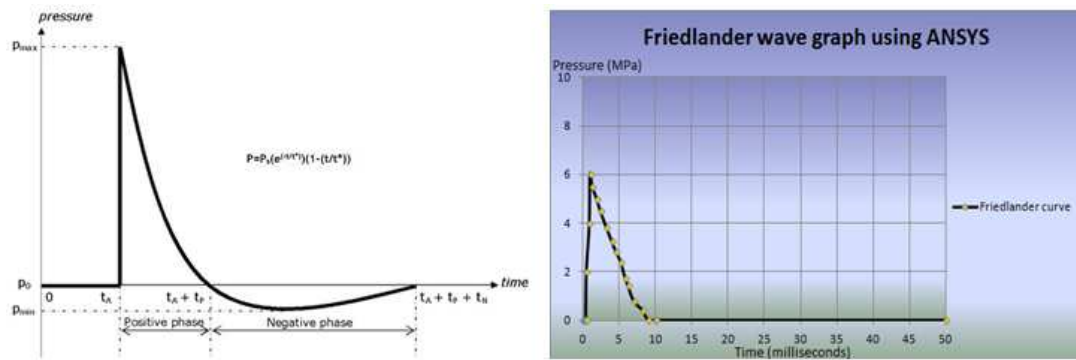 pressure
pmax
P=Ps(e(-t/t*))(1-(t/t*))
p0
0
tA
tA + tP
tA + tP + tN
time
pmin
Positive phase
Negative phase
Friedlander wave graph using ANSYS
Pressure (MPa)
10
8
6
4
2
0
Friedlander curve
0 5 10 15 20 25 30 35 40 45 50
Time (milliseconds)